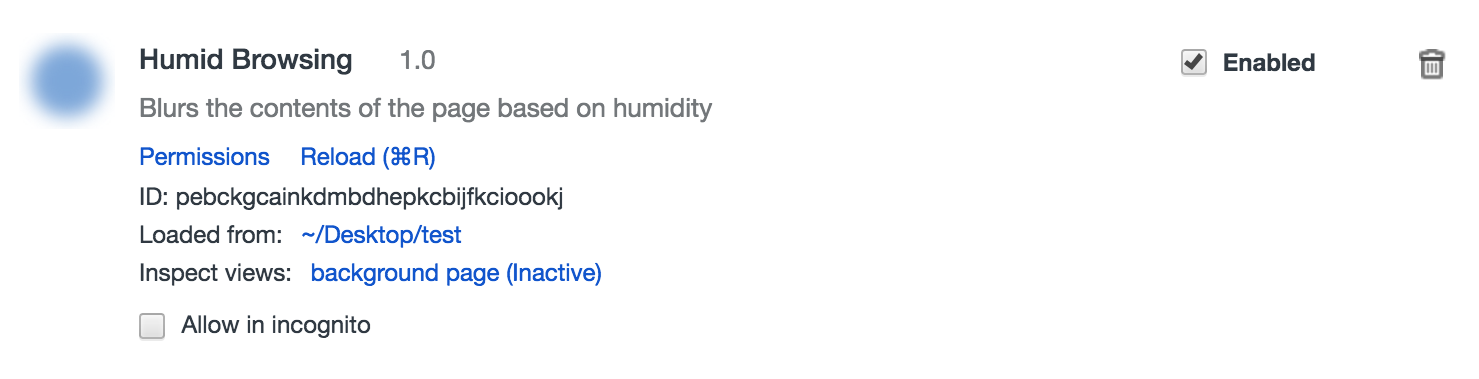 Humid Browsing 1.0 Enabled
Blurs the contents of the page based on humidity
Permissions Reload (⌘R)
ID: pebckgcainkdmbdhepkcbijfkcioookj
Loaded from: ~/Desktop/test
Inspect views: background page (Inactive)
Allow in incognito